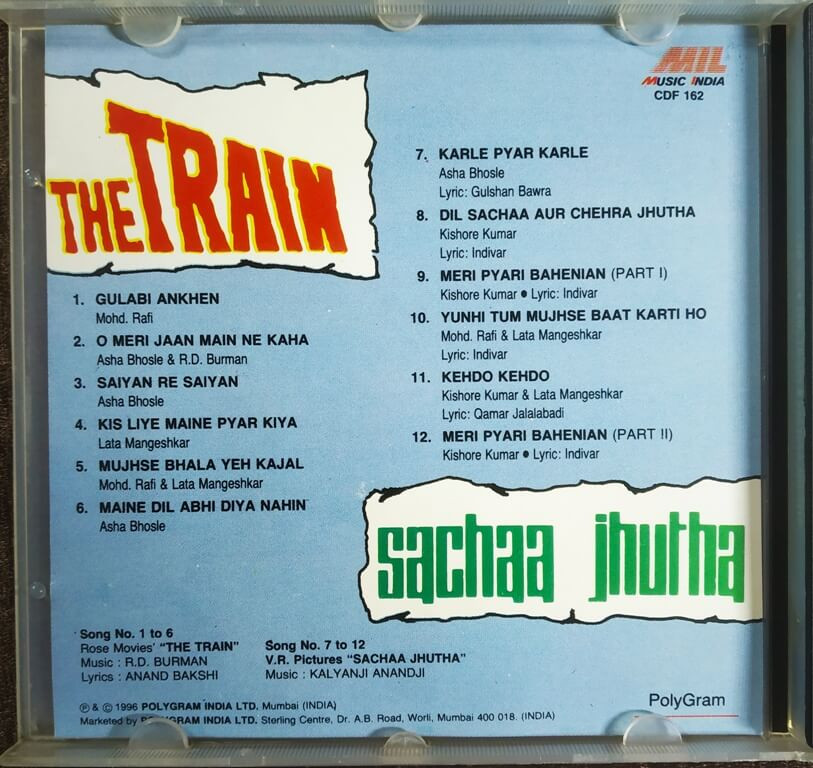 MIL
MUSIC INDIA
CDF 162
THE TRAIN
1. GULABI ANKHEN
Mohd. Rafi
2. O MERI JAAN MAIN NE KAHA
Asha Bhosle & R.D. Burman
3. SAIYAN RE SAIYAN
Asha Bhosle
4. KIS LIYE MAINE PYAR KIYA
Lata Mangeshkar
5. MUJHSE BHALA YEH KAJAL
Mohd. Rafi & Lata Mangeshkar
6. MAINE DIL ABHI DIYA NAHIN
Asha Bhosle
7. KARLE PYAR KARLE
Asha Bhosle
Lyric: Gulshan Bawra
8. DIL SACHAA AUR CHEHRA JHUTHA
Kishore Kumar
Lyric: Indivar
9. MERI PYARI BAHENIAN (PART I)
Kishore Kumar ● Lyric: Indivar
10. YUNHI TUM MUJHSE BAAT KARTI HO
Mohd. Rafi & Lata Mangeshkar
Lyric: Indivar
11. KEHDO KEHDO
Kishore Kumar & Lata Mangeshkar
Lyric: Qamar Jalalabadi
12. MERI PYARI BAHENIAN (PART II)
Kishore Kumar ● Lyric: Indivar
sachaa jhutha
Song No. 1 to 6
Rose Movies' "THE TRAIN"
Music : R.D. BURMAN
Lyrics : ANAND BAKSHI
Song No. 7 to 12
V.R. Pictures "SACHAA JHUTHA"
Music : KALYANJI ANANDJI
℗ & © 1996 POLYGRAM INDIA LTD. Mumbai (INDIA)
Marketed by POLYGRAM INDIA LTD. Sterling Centre, Dr. A.B. Road, Worli, Mumbai 400 018. (INDIA)
PolyGram